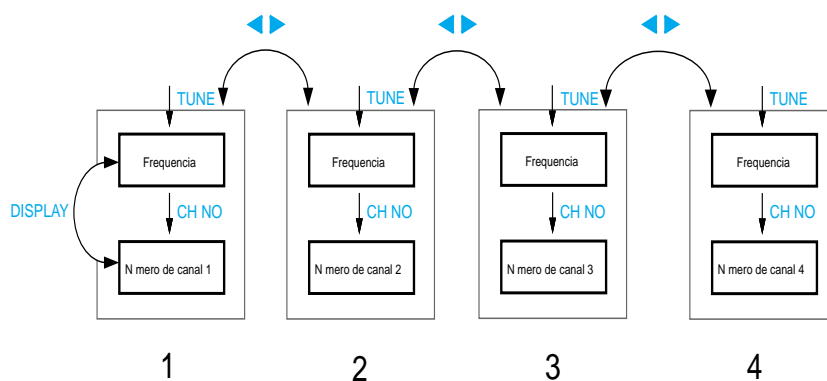 TUNE TUNE TUNE TUNE
Frequencia Frequencia Frequencia Frequencia
DISPLAY CH NO CH NO CH NO CH NO
N mero de canal 1 N mero de canal 2 N mero de canal 3 N mero de canal 4
1 2 3 4